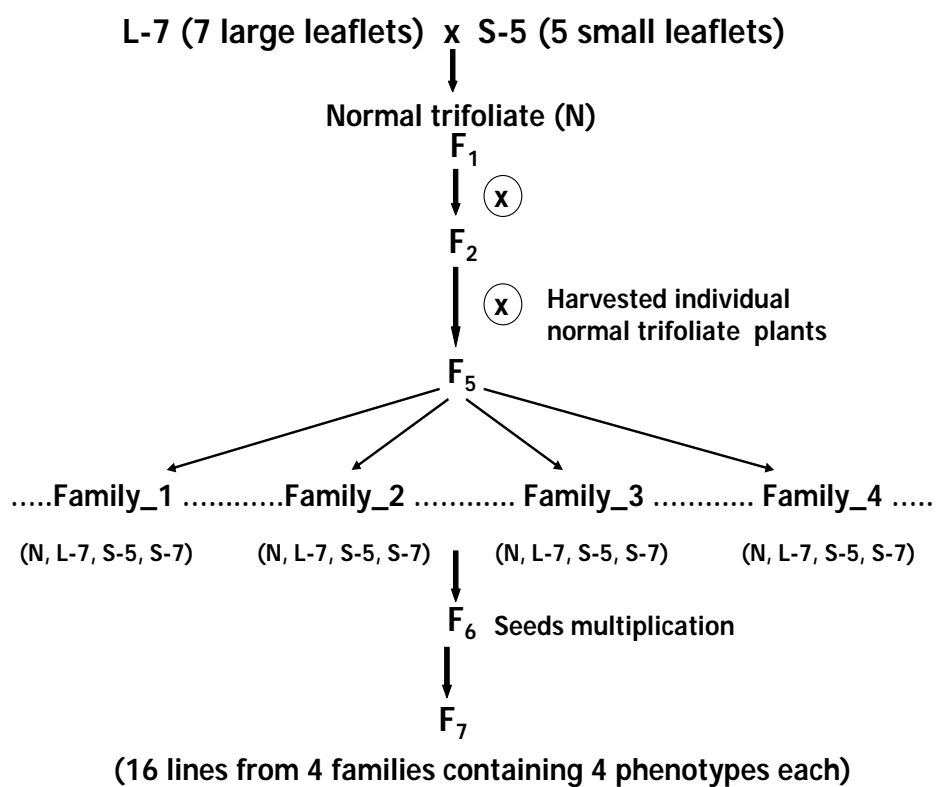 L-7 (7 large leaflets) x S-5 (5 small leaflets)
Normal trifoliate (N)
F₁
x
F₂
x
Harvested individual
normal trifoliate plants
F₅
.....Family_1 ............Family_2 ............ Family_3 ............ Family_4 .....
(N, L-7, S-5, S-7) (N, L-7, S-5, S-7) (N, L-7, S-5, S-7) (N, L-7, S-5, S-7)
F₆ Seeds multiplication
F₇
(16 lines from 4 families containing 4 phenotypes each)